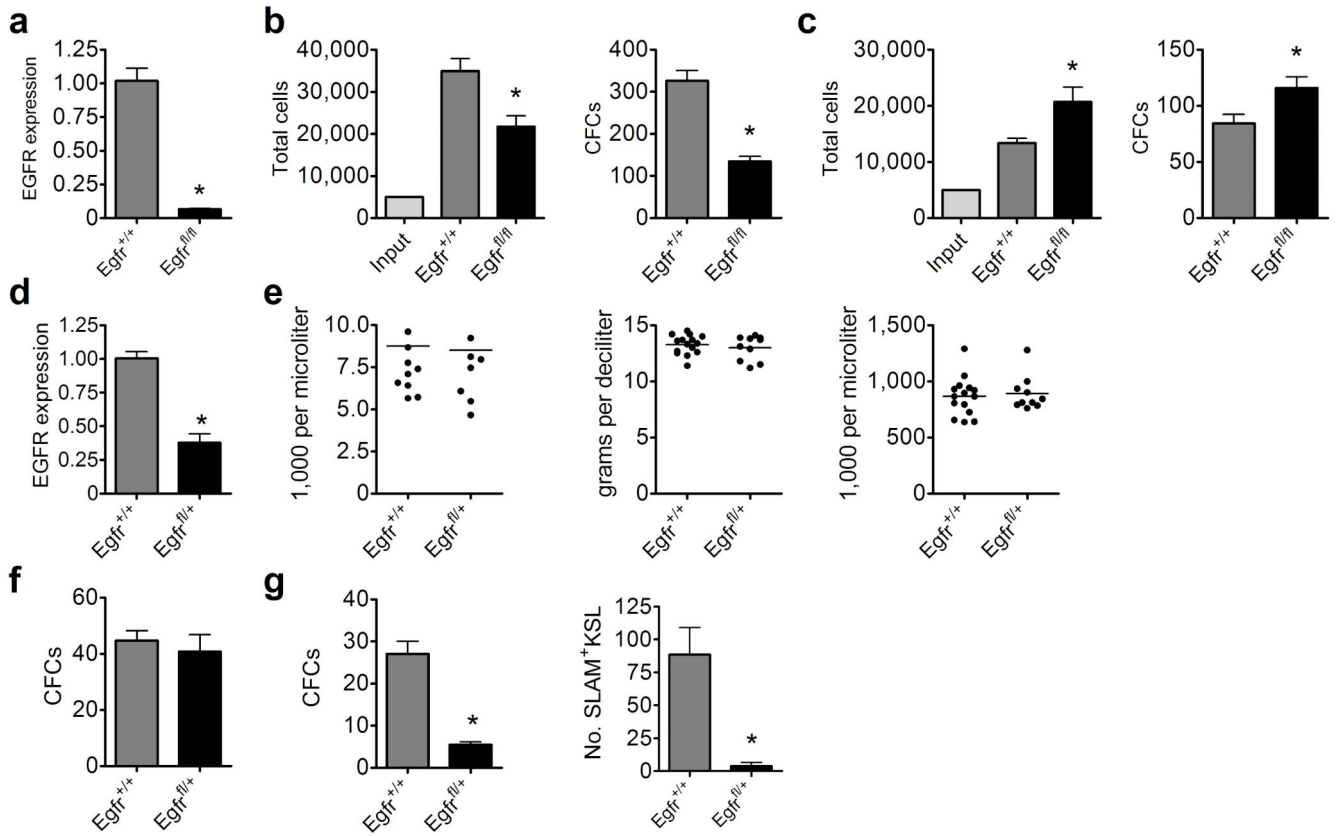 a
EGFR expression
1.25
1.00
0.75
0.50
0.25
0
*
Egfr+/+
Egfrfl/fl
b
Total cells
40,000
30,000
20,000
10,000
0
*
Input
Egfr+/+
Egfrfl/fl
CFCs
400
300
200
100
0
*
Egfr+/+
Egfrfl/fl
c
Total cells
30,000
20,000
10,000
0
*
Input
Egfr+/+
Egfrfl/fl
CFCs
150
100
50
0
*
Egfr+/+
Egfrfl/fl
d
EGFR expression
1.25
1.00
0.75
0.50
0.25
0
*
Egfr+/+
Egfrfl/+
e
1,000 per microliter
10.0
7.5
5.0
2.5
0.0
Egfr+/+
Egfrfl/+
grams per deciliter
15
10
5
0
Egfr+/+
Egfrfl/+
1,000 per microliter
1,500
1,000
500
0
Egfr+/+
Egfrfl/+
f
CFCs
60
40
20
0
Egfr+/+
Egfrfl/+
g
CFCs
40
30
20
10
0
*
Egfr+/+
Egfrfl/+
No. SLAM+KSL
125
100
75
50
25
0
*
Egfr+/+
Egfrfl/+